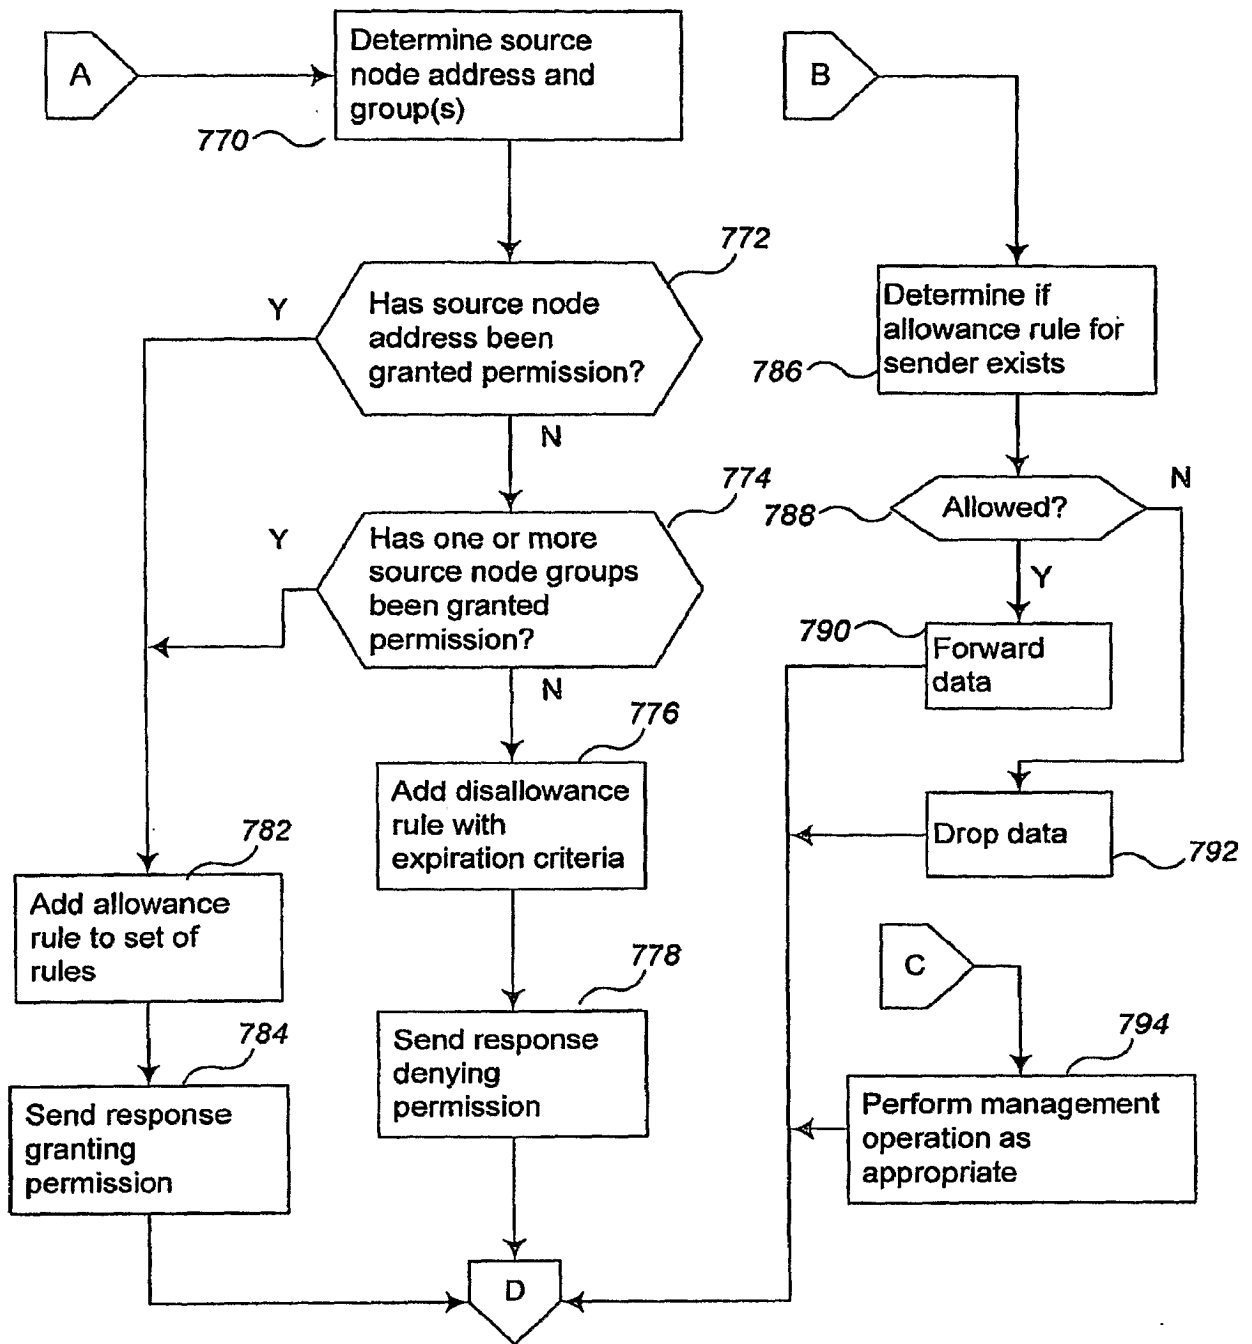 A
Determine source
node address and
group(s)
770
772
Y
Has source node
address been
granted permission?
N
774
Y
Has one or more
source node groups
been granted
permission?
N
776
Add disallowance
rule with
expiration criteria
782
Add allowance
rule to set of
rules
778
Send response
denying
permission
784
Send response
granting
permission
B
Determine if
allowance rule for
sender exists
786
N
Allowed?
788
Y
790
Forward
data
Drop data
792
C
794
Perform management
operation as
appropriate
D